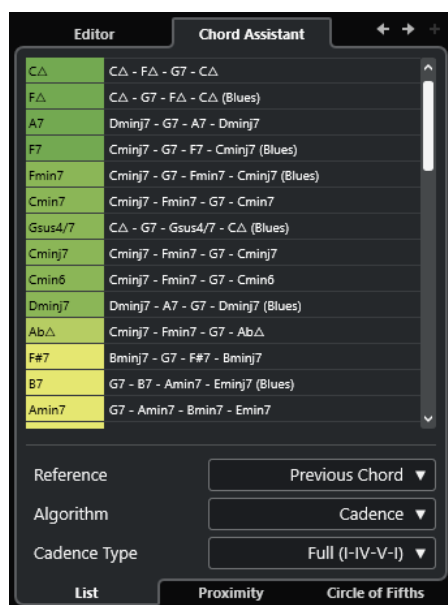 Editor Chord Assistant
C△ C△ - F△ - G7 - C△
F△ C△ - G7 - F△ - C△ (Blues)
A7 Dminj7 - G7 - A7 - Dminj7
F7 Cminj7 - G7 - F7 - Cminj7 (Blues)
Fmin7 Cminj7 - G7 - Fmin7 - Cminj7 (Blues)
Cmin7 Cminj7 - Fmin7 - G7 - Cmin7
Gsus4/7 C△ - G7 - Gsus4/7 - C△ (Blues)
Cminj7 Cminj7 - Fmin7 - G7 - Cminj7
Cmin6 Cminj7 - Fmin7 - G7 - Cmin6
Dminj7 Dminj7 - A7 - G7 - Dminj7 (Blues)
Ab△ Cminj7 - Fmin7 - G7 - Ab△
F#7 Bminj7 - G7 - F#7 - Bminj7
B7 G7 - B7 - Amin7 - Eminj7 (Blues)
Amin7 G7 - Amin7 - Bmin7 - Emin7
Reference Previous Chord ▼
Algorithm Cadence ▼
Cadence Type Full (I-IV-V-I) ▼
List Proximity Circle of Fifths